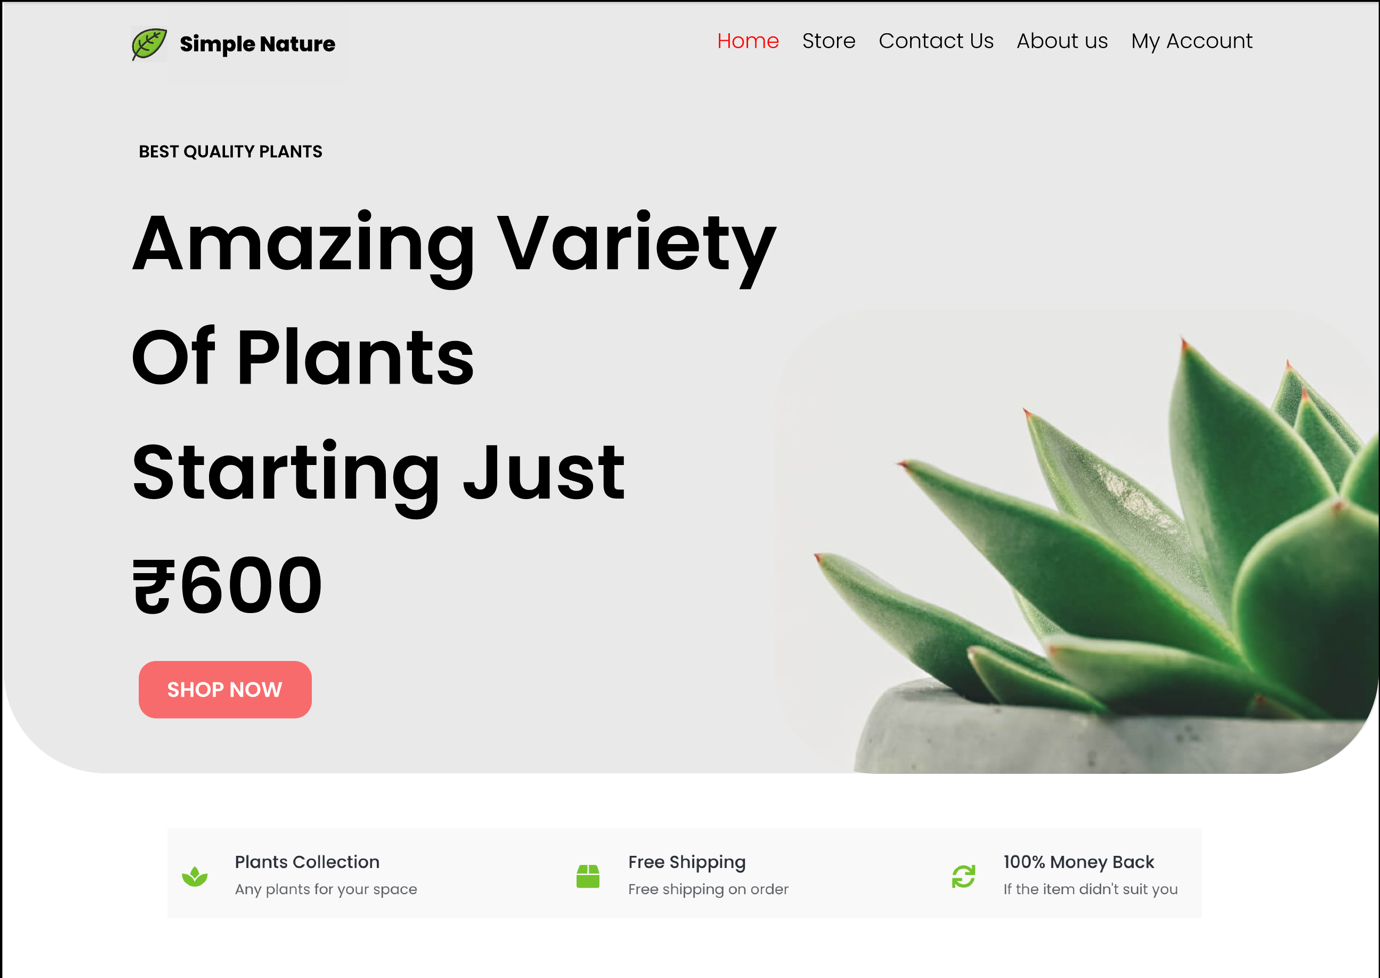 Simple Nature
Home Store Contact Us About us My Account
BEST QUALITY PLANTS
Amazing Variety
Of Plants
Starting Just
₹600
SHOP NOW
Plants Collection
Any plants for your space
Free Shipping
Free shipping on order
100% Money Back
If the item didn't suit you